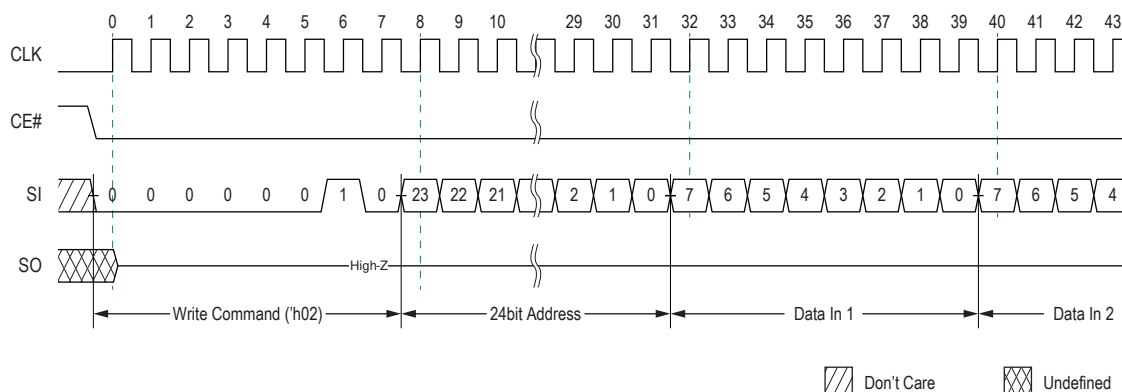 0 1 2 3 4 5 6 7 8 9 10 29 30 31 32 33 34 35 36 37 38 39 40 41 42 43
CLK
CE#
SI 0 0 0 0 0 0 1 0 23 22 21 2 1 0 7 6 5 4 3 2 1 0 7 6 5 4
SO High-Z
Write Command ('h02) 24bit Address Data In 1 Data In 2
Don't Care Undefined